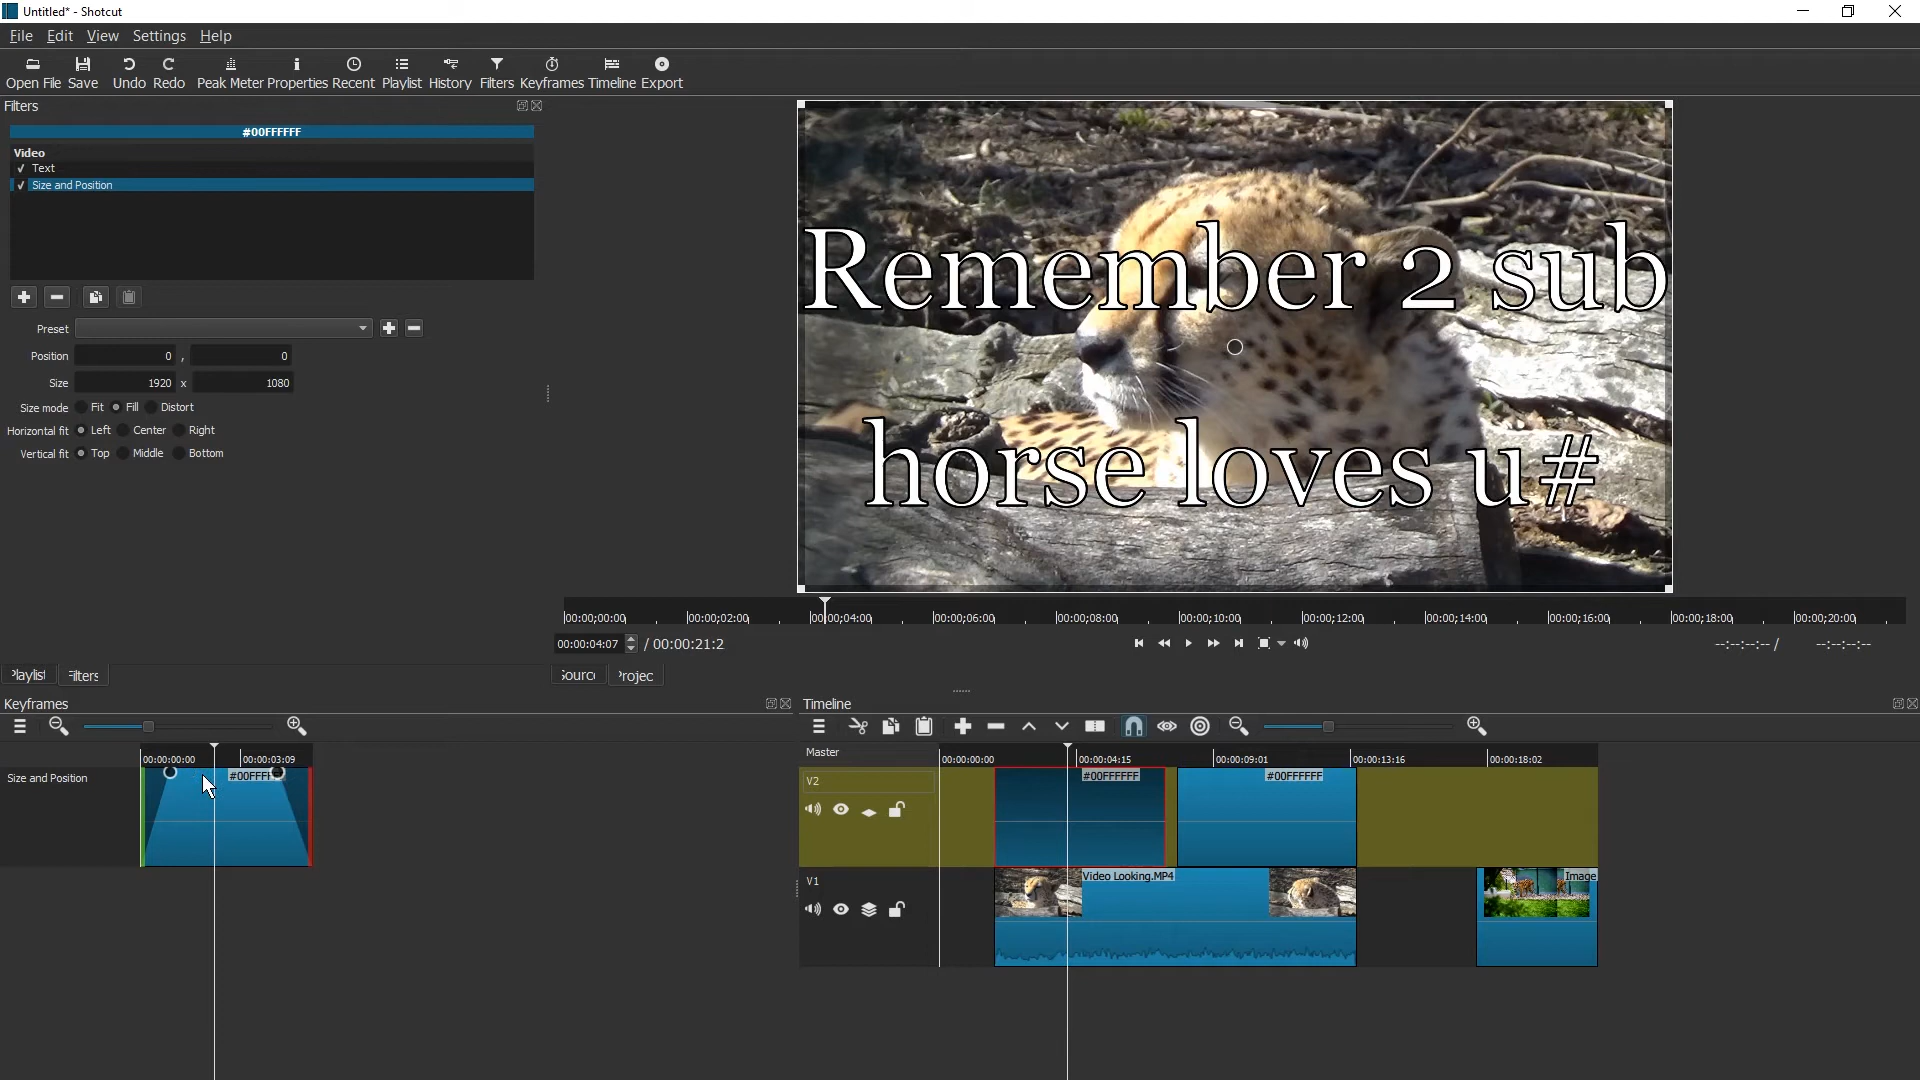 Untitled* - Shotcut
File Edit View Settings Help
Open File Save Undo Redo Peak Meter Properties Recent Playlist History Filters Keyframes Timeline Export
Filters
#00FFFFFF
Video
✓ Text
✓ Size and Position
Preset
Position 0 , 0
Size 1920 x 1080
Size mode Fit Fill Distort
Horizontal fit Left Center Right
Vertical fit Top Middle Bottom
Remember 2 sub
horse loves u#
00:00;00:00 00:00;02:00 00:00;04:00 00:00;06:00 00:00;08:00 00:00;10:00 00:00;12:00 00:00;14:00 00:00;16:00 00:00;18:00 00:00;20:00
00:00:04:07 / 00:00:21:2 --:--:--:-- / --:--:--:--
Playlist Filters Sourc Projec
Keyframes
00:00:00:00 00:00:03:09
Size and Position #00FFFF
Timeline
Master 00:00:00:00 00:00:04:15 00:00:09:01 00:00:13:16 00:00:18:02
V2 #00FFFFFF #00FFFFFF
V1 Video Looking.MP4 Image